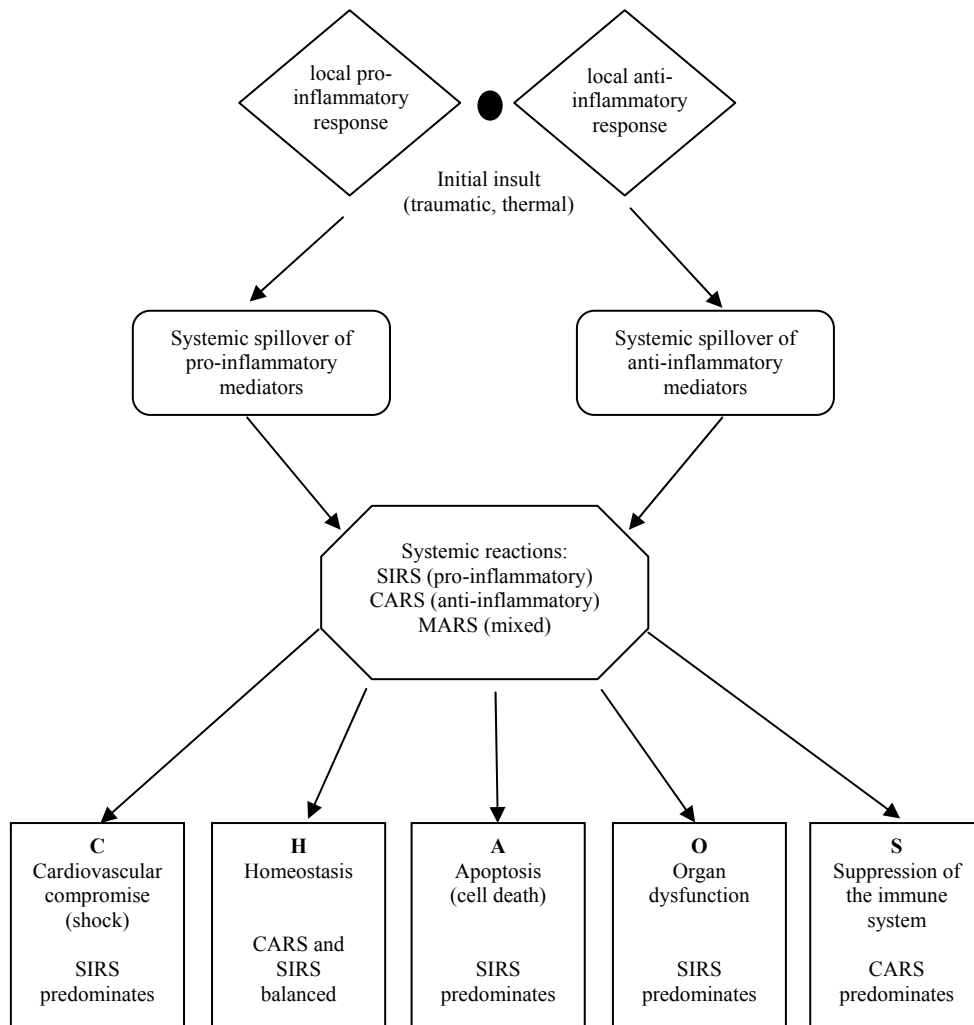 local pro-
inflammatory
response
local anti-
inflammatory
response
Initial insult
(traumatic, thermal)
Systemic spillover of
pro-inflammatory
mediators
Systemic spillover of
anti-inflammatory
mediators
Systemic reactions:
SIRS (pro-inflammatory)
CARS (anti-inflammatory)
MARS (mixed)
C
Cardiovascular
compromise
(shock)
SIRS
predominates
H
Homeostasis
CARS and
SIRS
balanced
A
Apoptosis
(cell death)
SIRS
predominates
O
Organ
dysfunction
SIRS
predominates
S
Suppression of
the immune
system
CARS
predominates